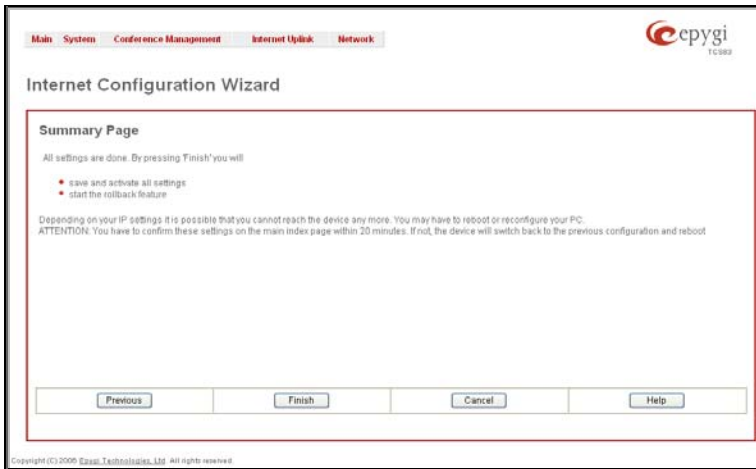 Main System Conference Management Internet Uplink Network
epygi
TCS83
Internet Configuration Wizard
Summary Page
All settings are done. By pressing 'Finish' you will
save and activate all settings
start the rollback feature
Depending on your IP settings it is possible that you cannot reach the device any more. You may have to reboot or reconfigure your PC.
ATTENTION: You have to confirm these settings on the main index page within 20 minutes. If not, the device will switch back to the previous configuration and reboot
Previous Finish Cancel Help
Copyright (C) 2006 Epygi Technologies, Ltd. All rights reserved.